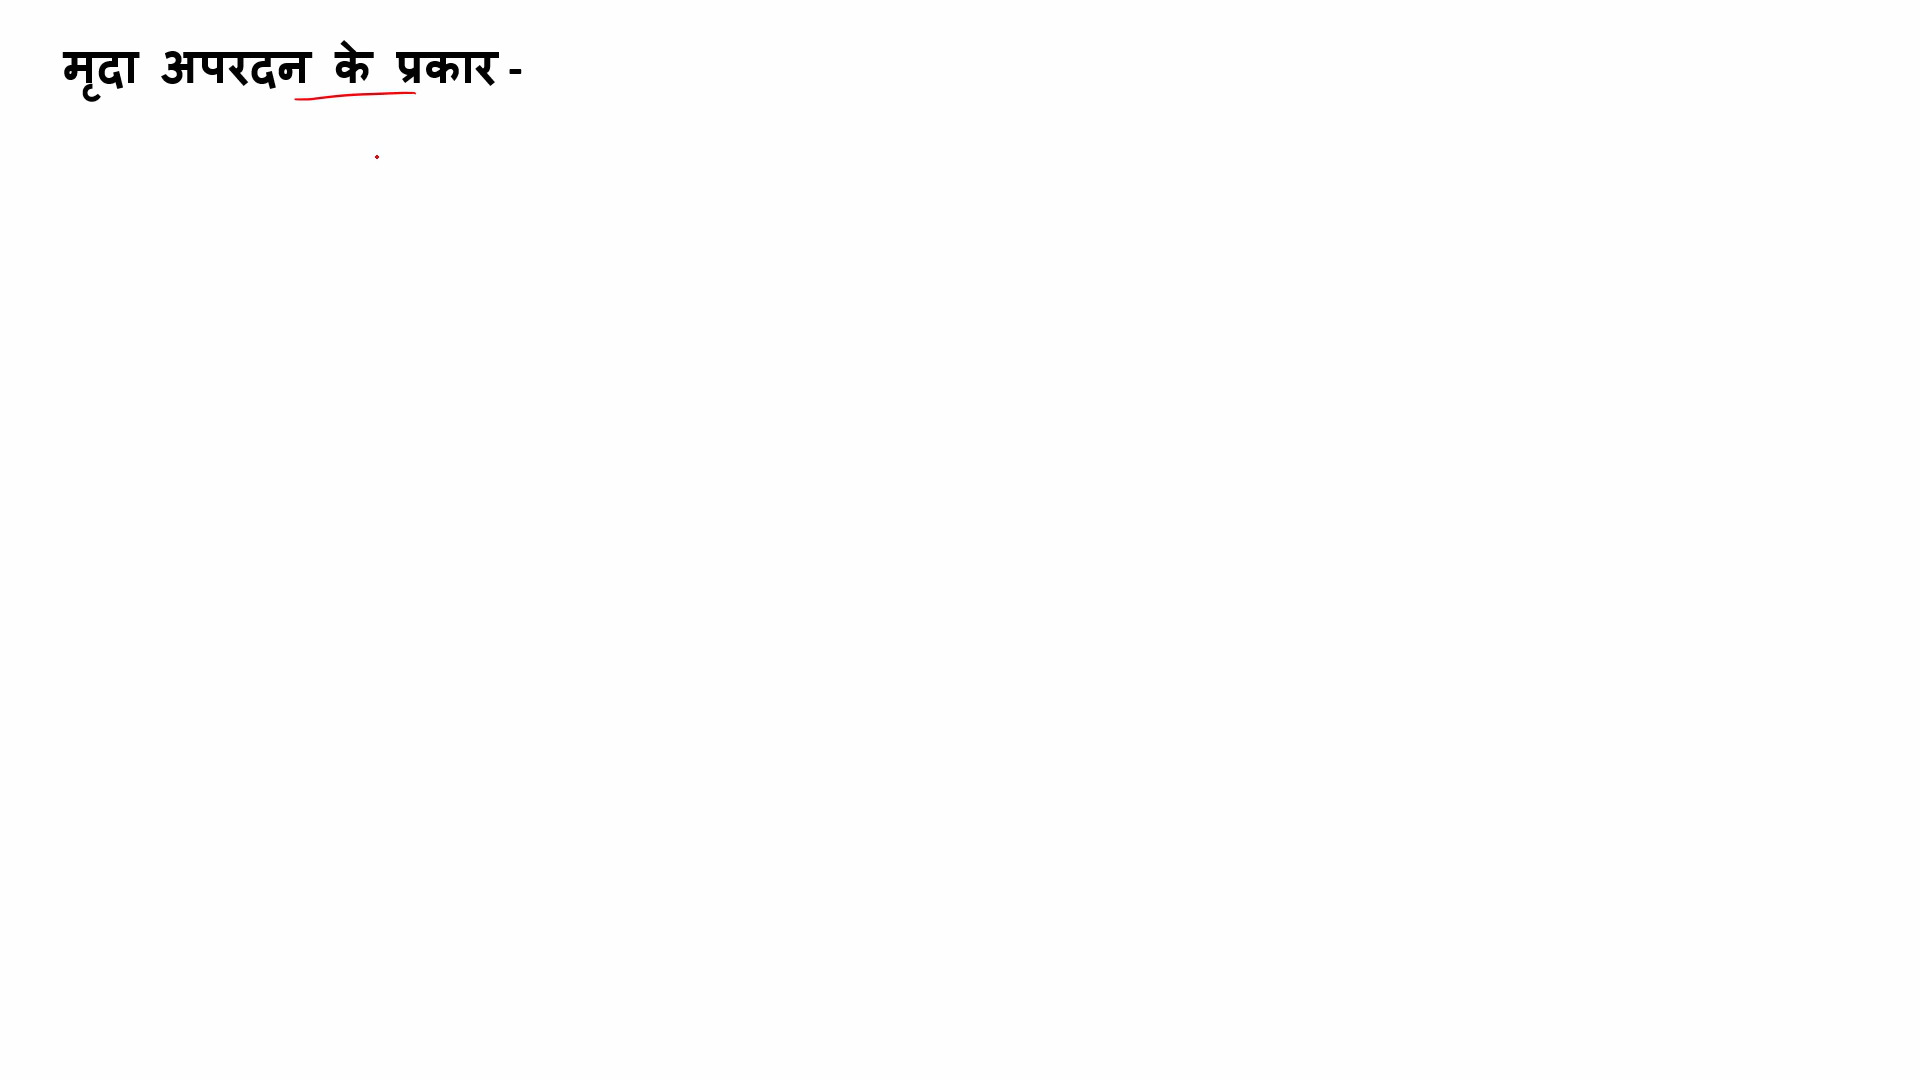 मृदा अपरदन के प्रकार -